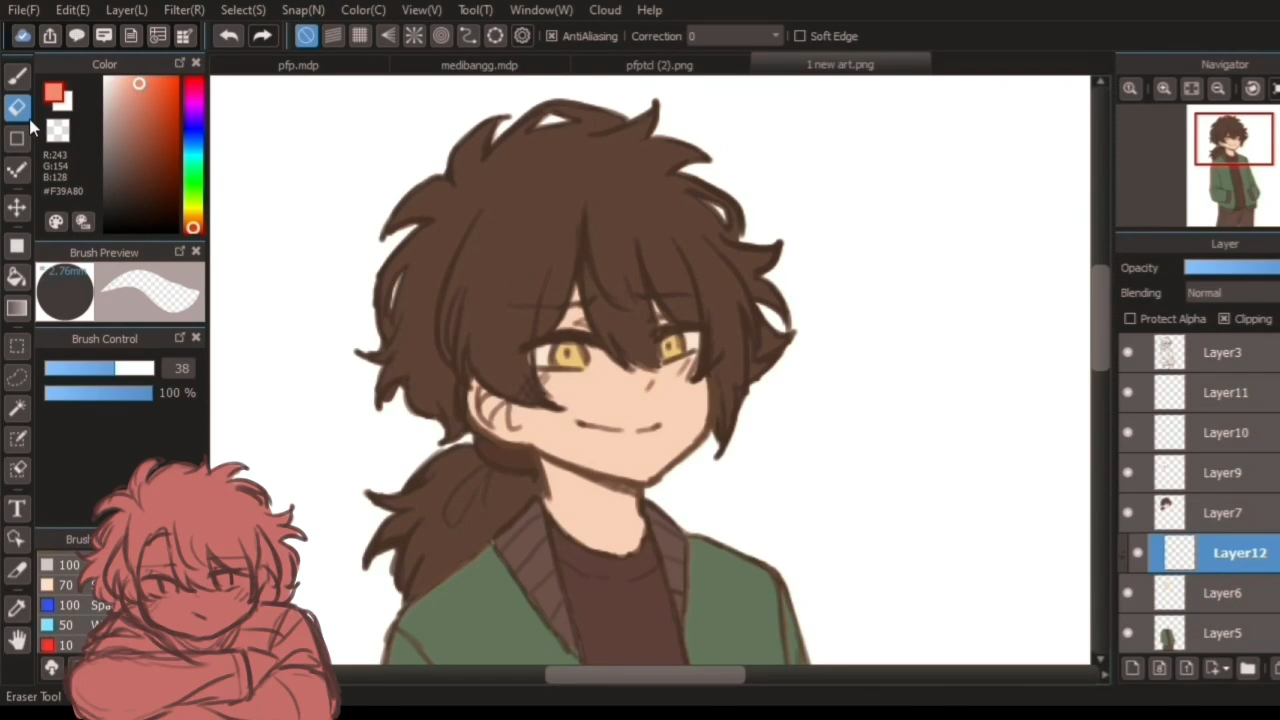 File(F) Edit(E) Layer(L) Filter(R) Select(S) Snap(N) Color(C) View(V) Tool(T) Window(W) Cloud Help
AntiAliasing Correction 0 Soft Edge
Color
pfp.mdp medibangg.mdp pfptcl (2).png 1 new art.png
Navigator
R:243
G:154
B:128
#F39A80
Brush Preview
2.76mm
Layer
Opacity
Blending Normal
Protect Alpha Clipping
Brush Control
38
100 %
Layer3
Layer11
Layer10
Layer9
Layer7
Layer12
Layer6
Layer5
100
70
100
50
10
Eraser Tool